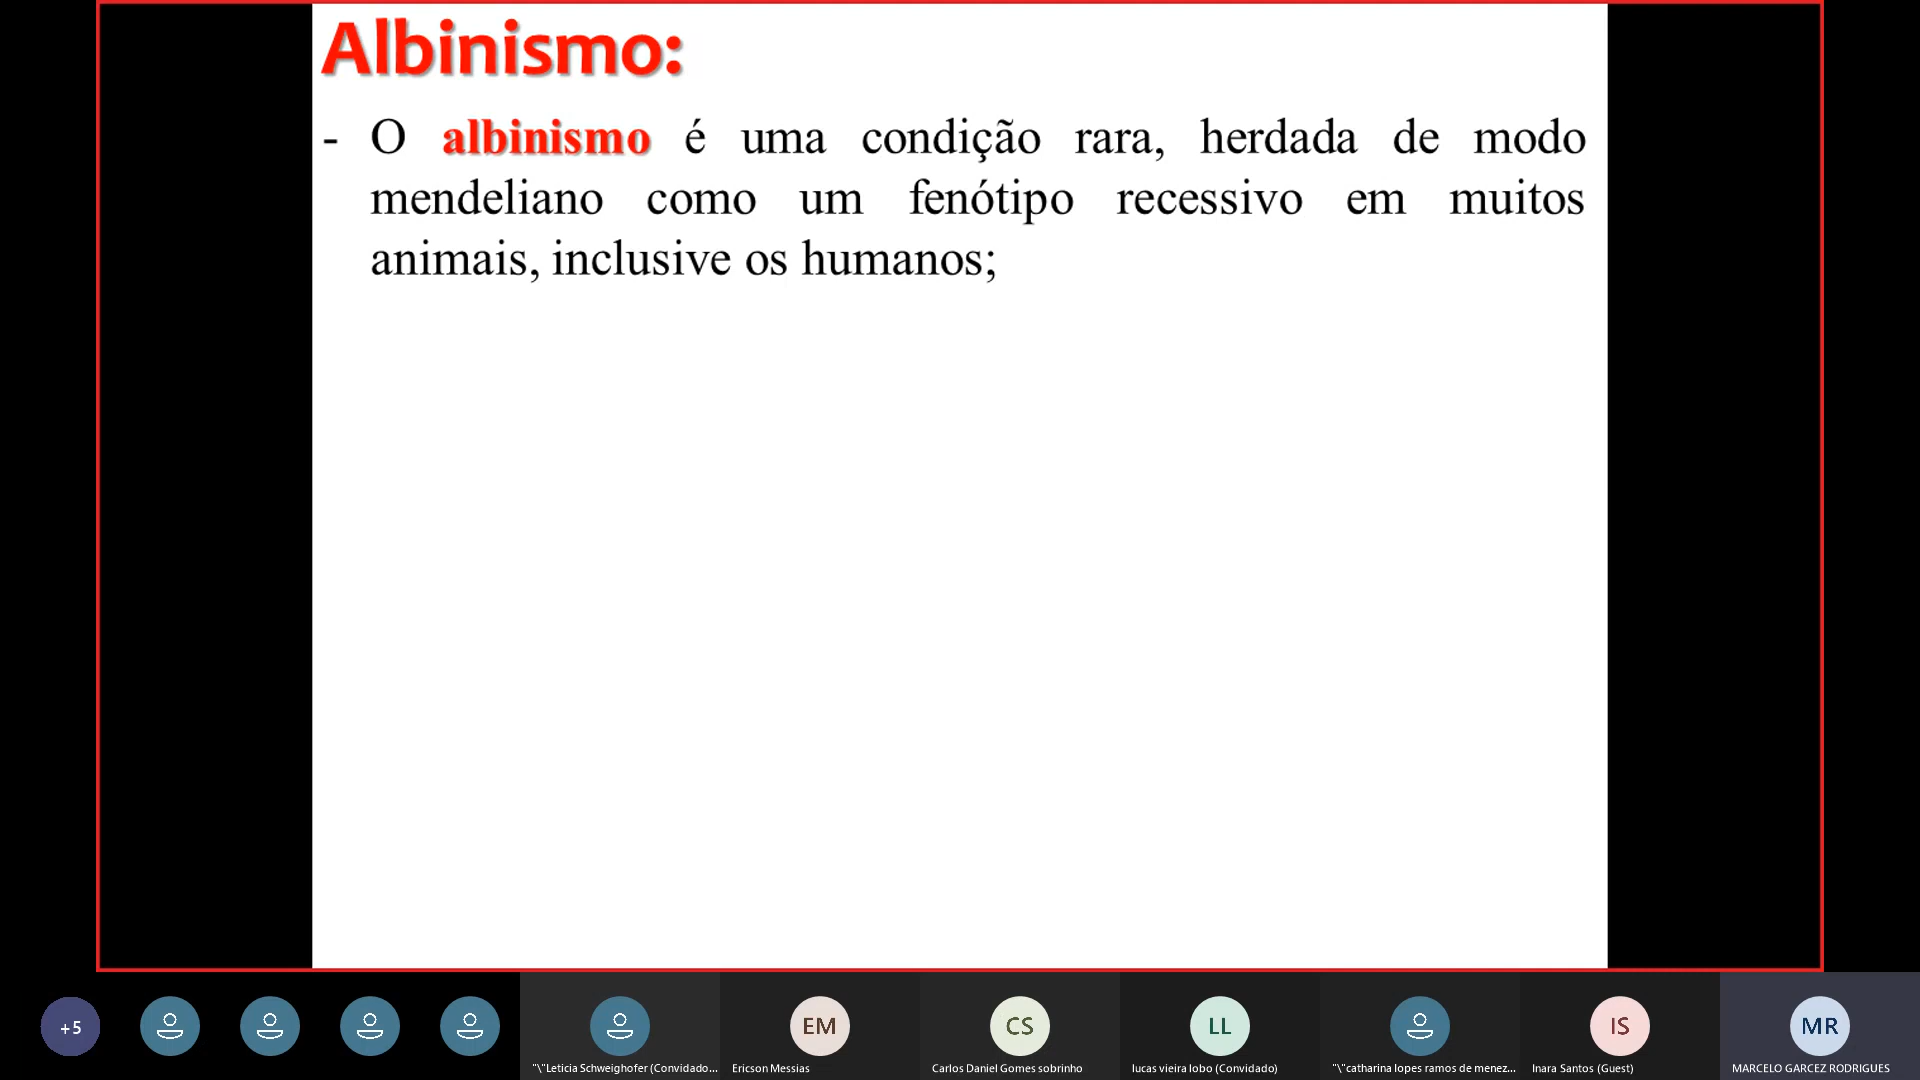 Albinismo:
- O albinismo é uma condição rara, herdada de modo
mendeliano como um fenótipo recessivo em muitos
animais, inclusive os humanos;
+5
EM
CS
LL
IS
MR
"\"Leticia Schweighofer (Convidado...
Ericson Messias
Carlos Daniel Gomes sobrinho
lucas vieira lobo (Convidado)
"\"catharina lopes ramos de menez...
Inara Santos (Guest)
MARCELO GARCEZ RODRIGUES